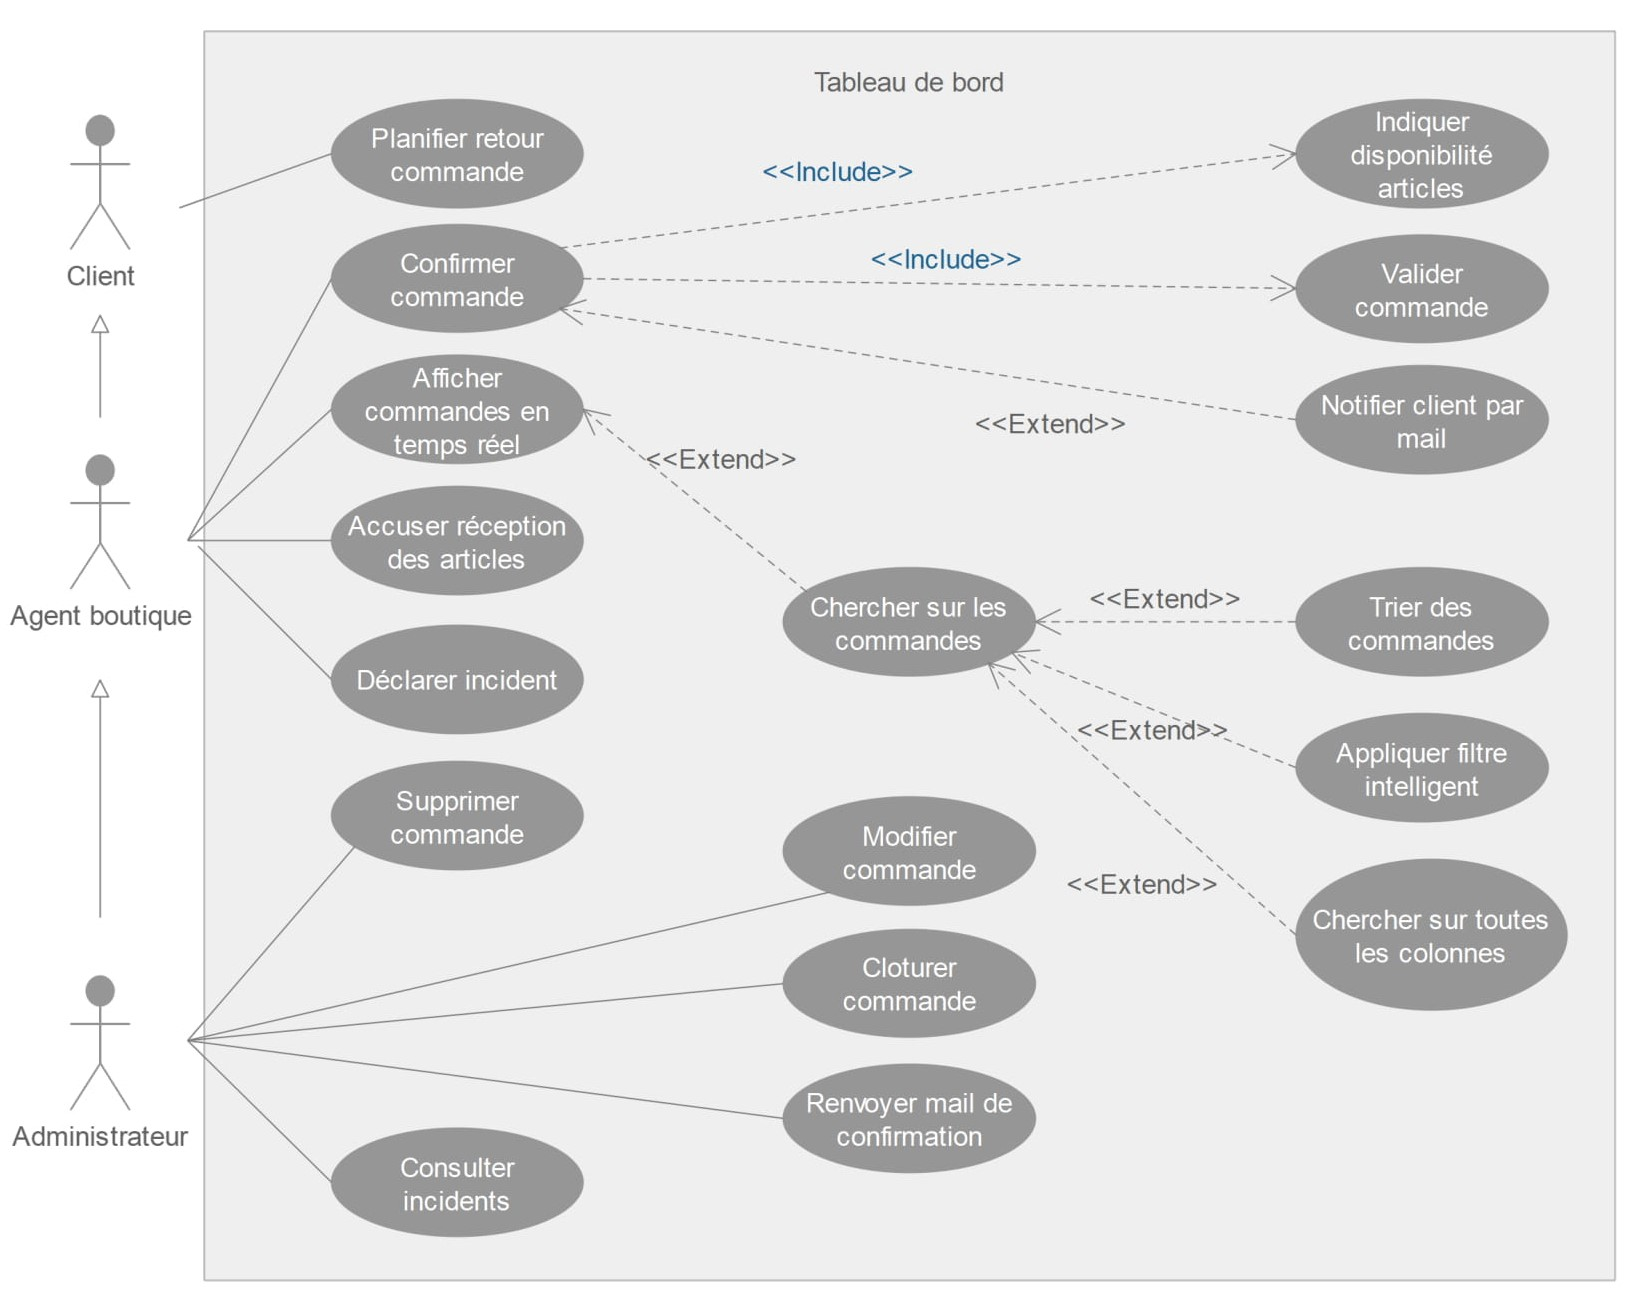 Tableau de bord
Planifier retour
commande
Indiquer
disponibilité
articles
<<Include>>
Client
Confirmer
commande
<<Include>>
Valider
commande
Afficher
commandes en
temps réel
<<Extend>>
Notifier client par
mail
<<Extend>>
Agent boutique
Accuser réception
des articles
Chercher sur les
commandes
<<Extend>>
Trier des
commandes
Déclarer incident
<<Extend>>
Appliquer filtre
intelligent
Supprimer
commande
Modifier
commande
<<Extend>>
Chercher sur toutes
les colonnes
Cloturer
commande
Administrateur
Renvoyer mail de
confirmation
Consulter
incidents